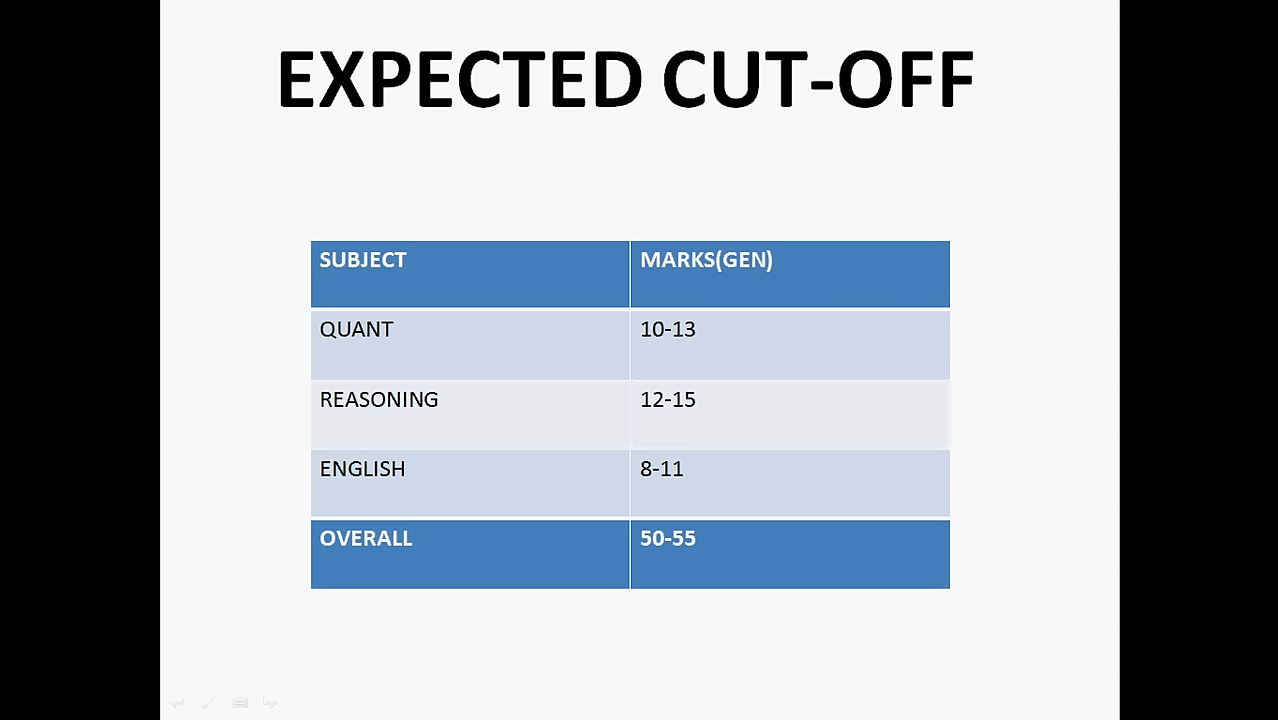 EXPECTED CUT-OFF
SUBJECT MARKS(GEN)
QUANT 10-13
REASONING 12-15
ENGLISH 8-11
OVERALL 50-55